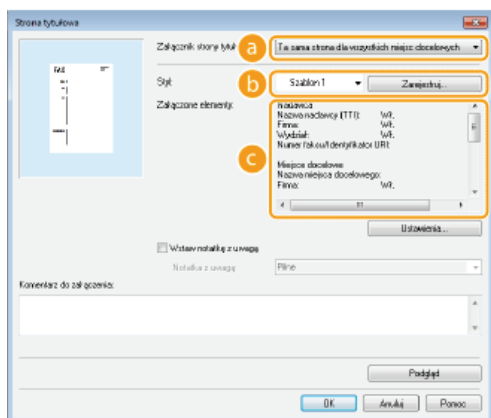 Strona tytułowa
Załącznik strony tytuł
a
Ta sama strona dla wszystkich miejsc docelowych
FAX
Styl:
b
Szablon 1
Zarejestruj...
Załączone elementy:
c
Nadawca
Nazwa nadawcy (TTI): Wł.
Firma: Wł.
Wydział: Wł.
Numer faksu/Identyfikator URI:
Miejsce docelowe:
Nazwa miejsca docelowego:
Firma: Wł.
Ustawienia...
Wstaw notatkę z uwagą
Notatka z uwagą
Pilne
Komentarz do załączenia:
Podgląd
OK Anuluj Pomoc